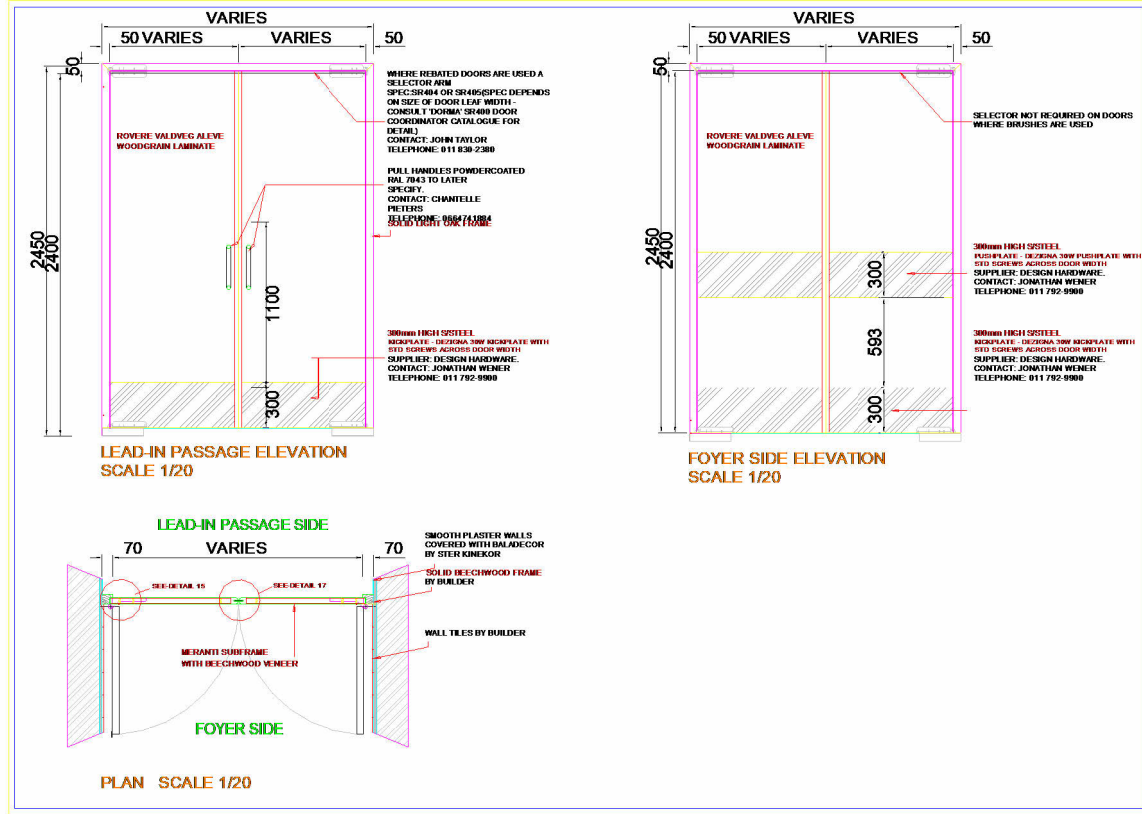 VARIES
50 VARIES
VARIES
50
50
2450
2400
ROVERE VALDVEG ALEVE
WOODGRAIN LAMINATE
WHERE REBATED DOORS ARE USED A
SELECTOR ARM
SPEC:SR404 OR SR405(SPEC DEPENDS
ON SIZE OF DOOR LEAF WIDTH -
CONSULT 'DORMA' SR400 DOOR
COORDINATOR CATALOGUE FOR
DETAIL)
CONTACT: JOHN TAYLOR
TELEPHONE: 011 830-2380
PULL HANDLES POWDERCOATED
RAL 7043 TO LATER
SPECIFY.
CONTACT: CHANTELLE
PIETERS
TELEPHONE: 0664741894
SOLID LIGHT OAK FRAME
1100
300
300mm HIGH S/STEEL
KICKPLATE - DEZIGNA 30W KICKPLATE WITH
STD SCREWS ACROSS DOOR WIDTH
SUPPLIER: DESIGN HARDWARE.
CONTACT: JONATHAN WENER
TELEPHONE: 011 792-9900
LEAD-IN PASSAGE ELEVATION
SCALE 1/20
VARIES
50 VARIES
VARIES
50
50
2450
2400
ROVERE VALDVEG ALEVE
WOODGRAIN LAMINATE
SELECTOR NOT REQUIRED ON DOORS
WHERE BRUSHES ARE USED
300
593
300
300mm HIGH S/STEEL
PUSHPLATE - DEZIGNA 30W PUSHPLATE WITH
STD SCREWS ACROSS DOOR WIDTH
SUPPLIER: DESIGN HARDWARE.
CONTACT: JONATHAN WENER
TELEPHONE: 011 792-9900
300mm HIGH S/STEEL
KICKPLATE - DEZIGNA 30W KICKPLATE WITH
STD SCREWS ACROSS DOOR WIDTH
SUPPLIER: DESIGN HARDWARE.
CONTACT: JONATHAN WENER
TELEPHONE: 011 792-9900
FOYER SIDE ELEVATION
SCALE 1/20
LEAD-IN PASSAGE SIDE
70
VARIES
70
SEE DETAIL 15
SEE DETAIL 17
SMOOTH PLASTER WALLS
COVERED WITH BALADECOR
BY STER KINEKOR
SOLID BEECHWOOD FRAME
BY BUILDER
WALL TILES BY BUILDER
MERANTI SUBFRAME
WITH BEECHWOOD VENEER
FOYER SIDE
PLAN SCALE 1/20